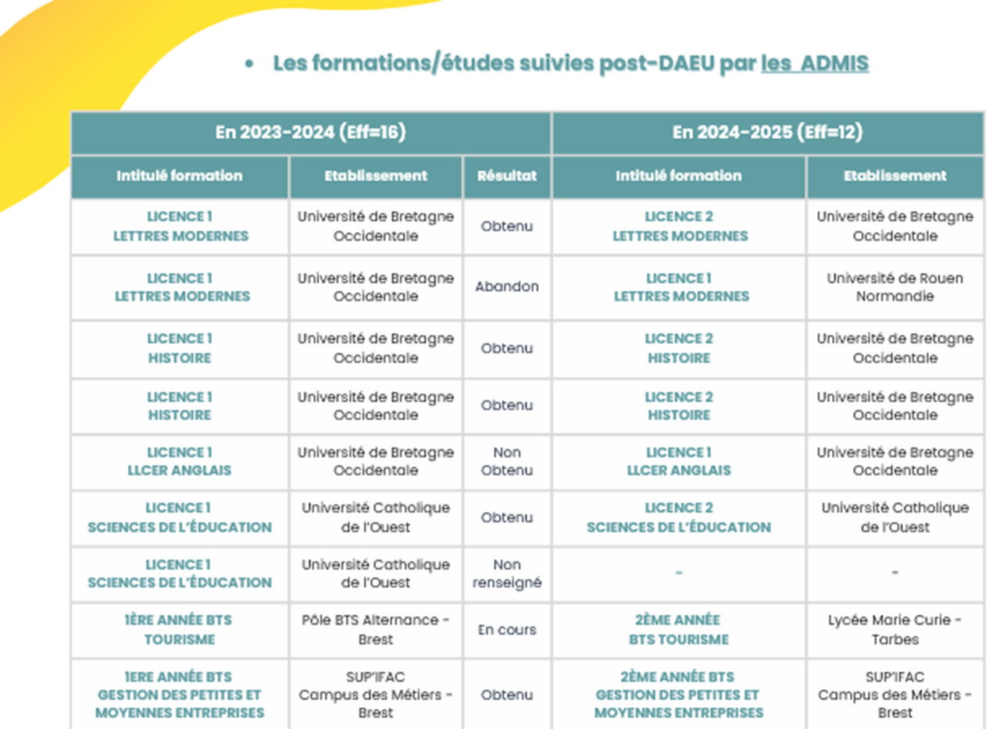 • Les formations/études suivies post-DAEU par les ADMIS
En 2023-2024 (Eff=16) En 2024-2025 (Eff=12)
Intitulé formation Etablissement Résultat Intitulé formation Etablissement
LICENCE 1
LETTRES MODERNES
Université de Bretagne
Occidentale
Obtenu
LICENCE 2
LETTRES MODERNES
Université de Bretagne
Occidentale
LICENCE 1
LETTRES MODERNES
Université de Bretagne
Occidentale
Abandon
LICENCE 1
LETTRES MODERNES
Université de Rouen
Normandie
LICENCE 1
HISTOIRE
Université de Bretagne
Occidentale
Obtenu
LICENCE 2
HISTOIRE
Université de Bretagne
Occidentale
LICENCE 1
HISTOIRE
Université de Bretagne
Occidentale
Obtenu
LICENCE 2
HISTOIRE
Université de Bretagne
Occidentale
LICENCE 1
LLCER ANGLAIS
Université de Bretagne
Occidentale
Non
Obtenu
LICENCE 1
LLCER ANGLAIS
Université de Bretagne
Occidentale
LICENCE 1
SCIENCES DE L'ÉDUCATION
Université Catholique
de l'Ouest
Obtenu
LICENCE 2
SCIENCES DE L'ÉDUCATION
Université Catholique
de l'Ouest
LICENCE 1
SCIENCES DE L'ÉDUCATION
Université Catholique
de l'Ouest
Non
renseigné
-
-
1ÈRE ANNÉE BTS
TOURISME
Pôle BTS Alternance -
Brest
En cours
2ÈME ANNÉE
BTS TOURISME
Lycée Marie Curie -
Tarbes
1ERE ANNÉE BTS
GESTION DES PETITES ET
MOYENNES ENTREPRISES
SUP'IFAC
Campus des Métiers -
Brest
Obtenu
2ÈME ANNÉE BTS
GESTION DES PETITES ET
MOYENNES ENTREPRISES
SUP'IFAC
Campus des Métiers -
Brest